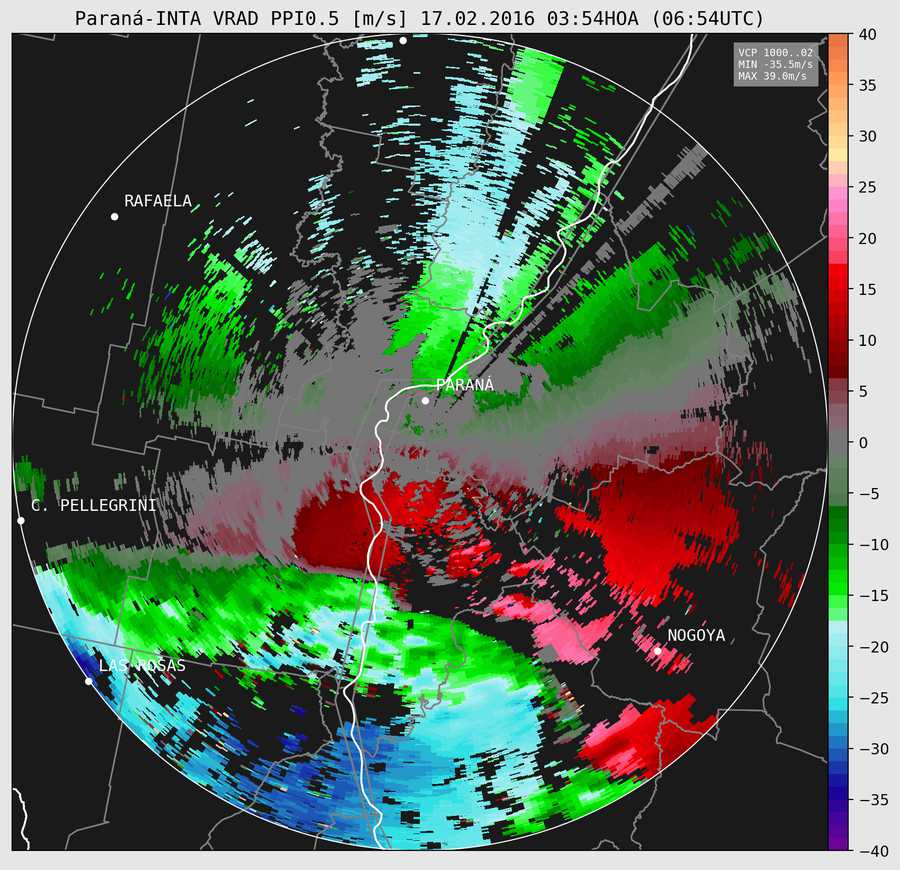 Paraná-INTA VRAD PPI0.5 [m/s] 17.02.2016 03:54HOA (06:54UTC)
VCP 1000..02
MIN -35.5m/s
MAX 39.0m/s
RAFAELA
PARANÁ
C. PELLEGRINI
NOGOYA
LAS ROSAS
40
35
30
25
20
15
10
5
0
−5
−10
−15
−20
−25
−30
−35
−40